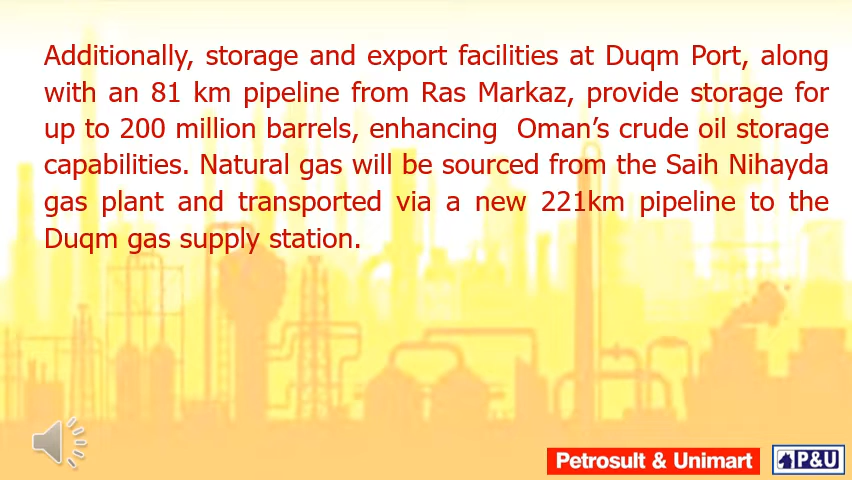 Additionally, storage and export facilities at Duqm Port, along
with an 81 km pipeline from Ras Markaz, provide storage for
up to 200 million barrels, enhancing  Oman’s crude oil storage
capabilities. Natural gas will be sourced from the Saih Nihayda
gas plant and transported via a new 221km pipeline to the
Duqm gas supply station.
Petrosult & Unimart
P&U